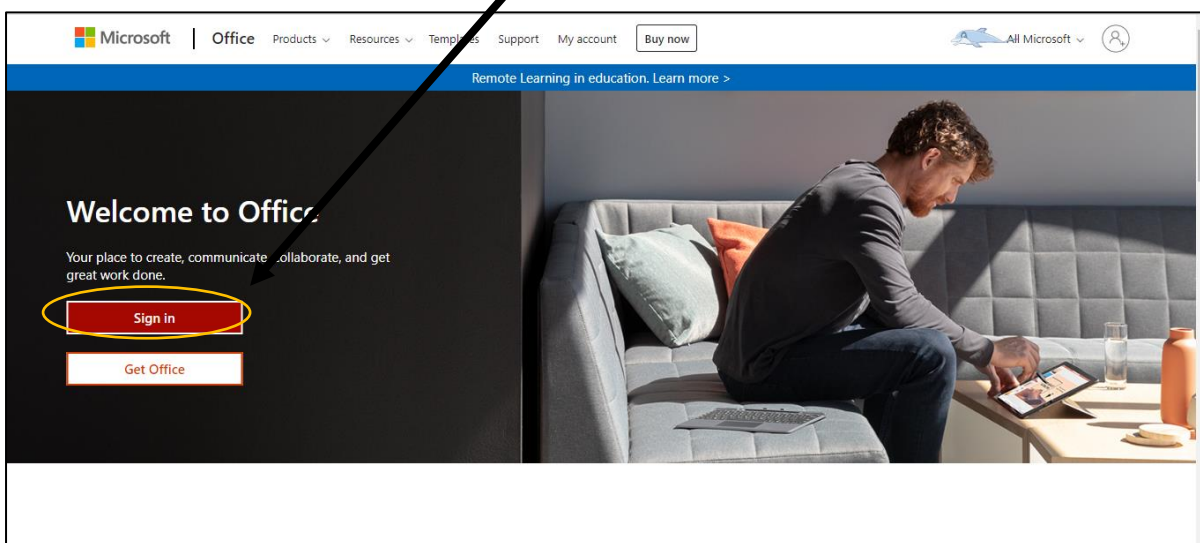 Microsoft | Office Products Resources Templates Support My account Buy now All Microsoft
Remote Learning in education. Learn more >
Welcome to Office
Your place to create, communicate, collaborate, and get
great work done.
Sign in
Get Office